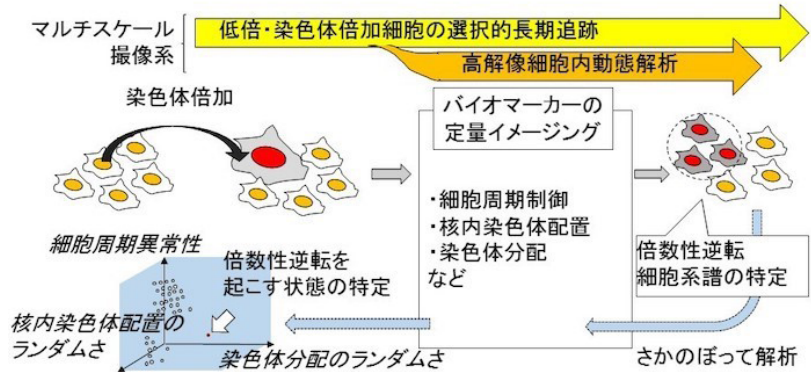 マルチスケール
撮像系
低倍・染色体倍加細胞の選択的長期追跡
高解像細胞内動態解析
染色体倍加
バイオマーカーの
定量イメージング
・細胞周期制御
・核内染色体配置
・染色体分配
など
倍数性逆転
細胞系譜の特定
さかのぼって解析
倍数性逆転を
起こす状態の特定
細胞周期異常性
核内染色体配置の
ランダムさ
染色体分配のランダムさ